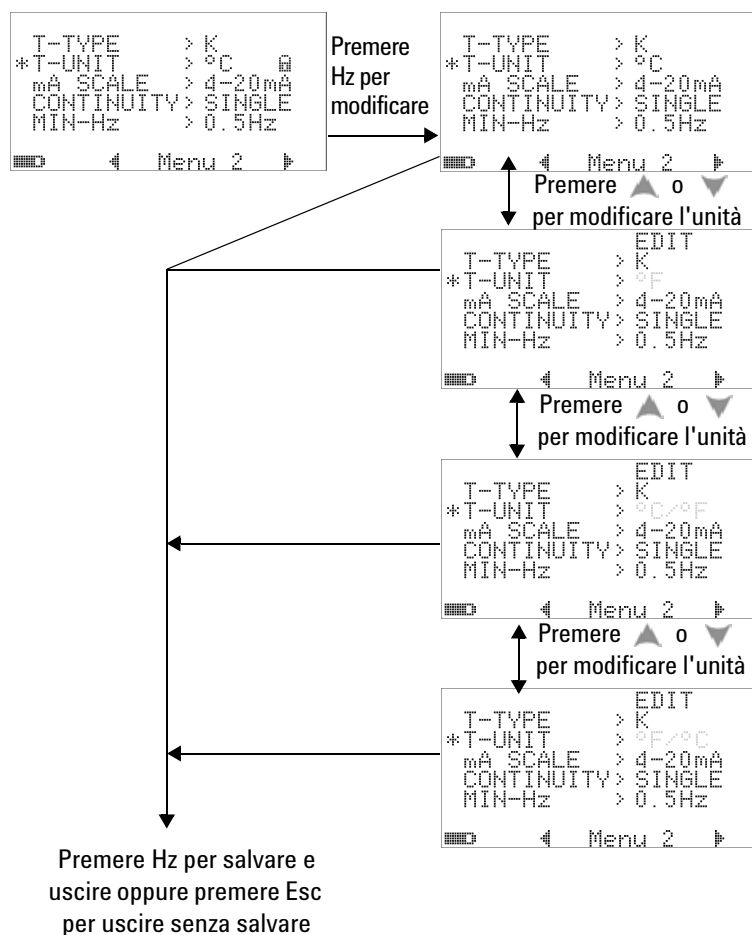 T-TYPE > K
*T-UNIT > °C
mA SCALE > 4-20mA
CONTINUITY> SINGLE
MIN-Hz > 0.5Hz
Menu 2
Premere
Hz per
modificare
T-TYPE > K
*T-UNIT > °C
mA SCALE > 4-20mA
CONTINUITY> SINGLE
MIN-Hz > 0.5Hz
Menu 2
Premere o
per modificare l'unità
EDIT
T-TYPE > K
*T-UNIT > °F
mA SCALE > 4-20mA
CONTINUITY> SINGLE
MIN-Hz > 0.5Hz
Menu 2
Premere o
per modificare l'unità
EDIT
T-TYPE > K
*T-UNIT > °C/°F
mA SCALE > 4-20mA
CONTINUITY> SINGLE
MIN-Hz > 0.5Hz
Menu 2
Premere o
per modificare l'unità
EDIT
T-TYPE > K
*T-UNIT > °F/°C
mA SCALE > 4-20mA
CONTINUITY> SINGLE
MIN-Hz > 0.5Hz
Menu 2
Premere Hz per salvare e
uscire oppure premere Esc
per uscire senza salvare